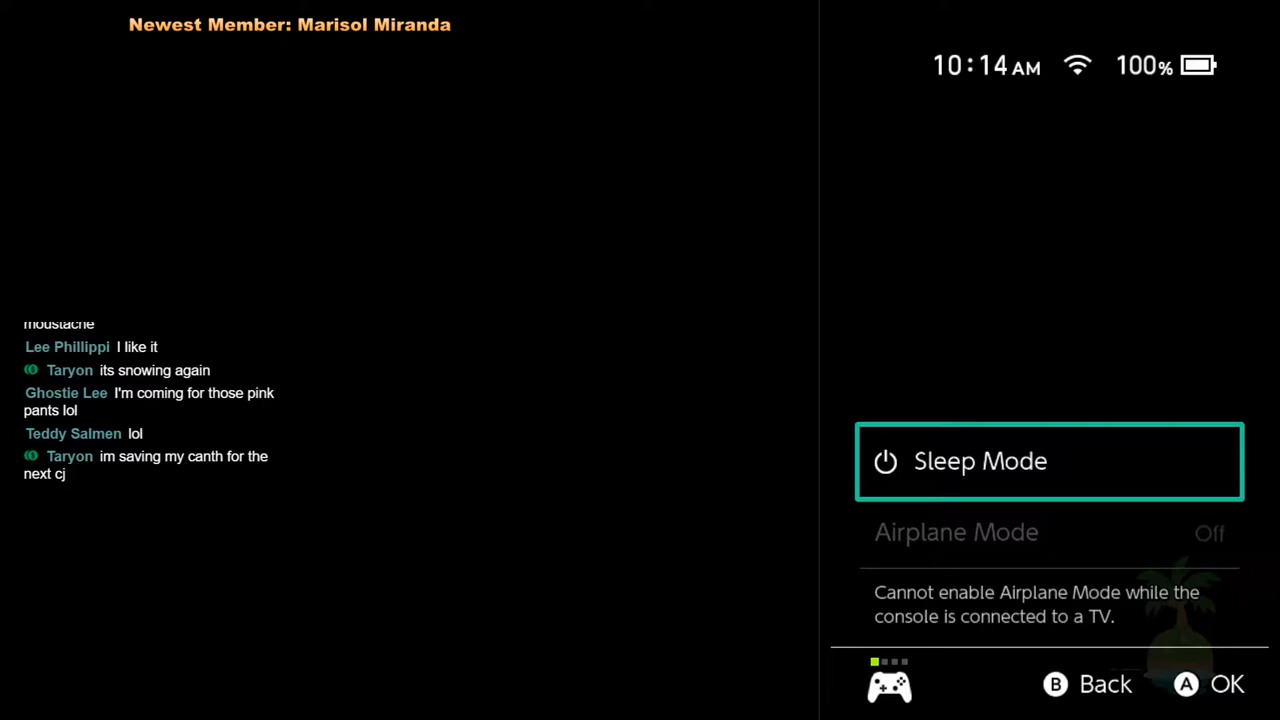 Newest Member: Marisol Miranda
10:14 AM 100%
moustache
Lee Phillippi I like it
Taryon its snowing again
Ghostie Lee I'm coming for those pink
pants lol
Teddy Salmen lol
Taryon im saving my canth for the
next cj
Sleep Mode
Airplane Mode Off
Cannot enable Airplane Mode while the
console is connected to a TV.
B Back A OK